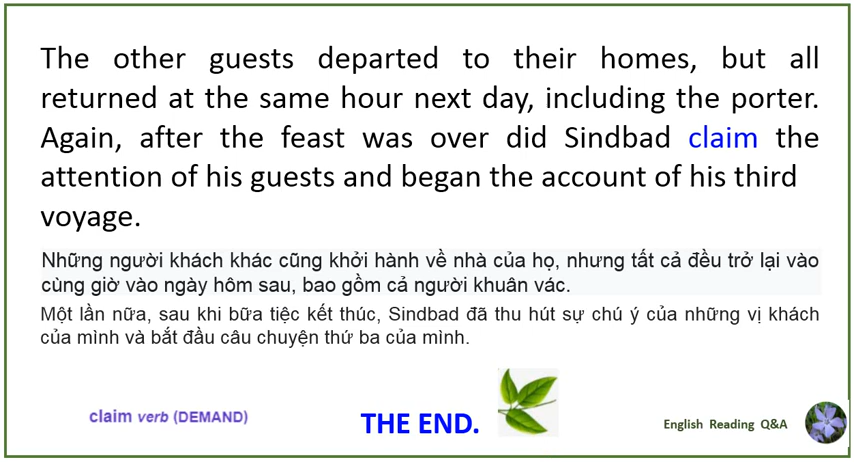 The other guests departed to their homes, but all
returned at the same hour next day, including the porter.
Again, after the feast was over did Sindbad claim the
attention of his guests and began the account of his third
voyage.
Những người khách khác cũng khởi hành về nhà của họ, nhưng tất cả đều trở lại vào
cùng giờ vào ngày hôm sau, bao gồm cả người khuân vác.
Một lần nữa, sau khi bữa tiệc kết thúc, Sindbad đã thu hút sự chú ý của những vị khách
của mình và bắt đầu câu chuyện thứ ba của mình.
claim verb (DEMAND)
THE END.
English Reading Q&A